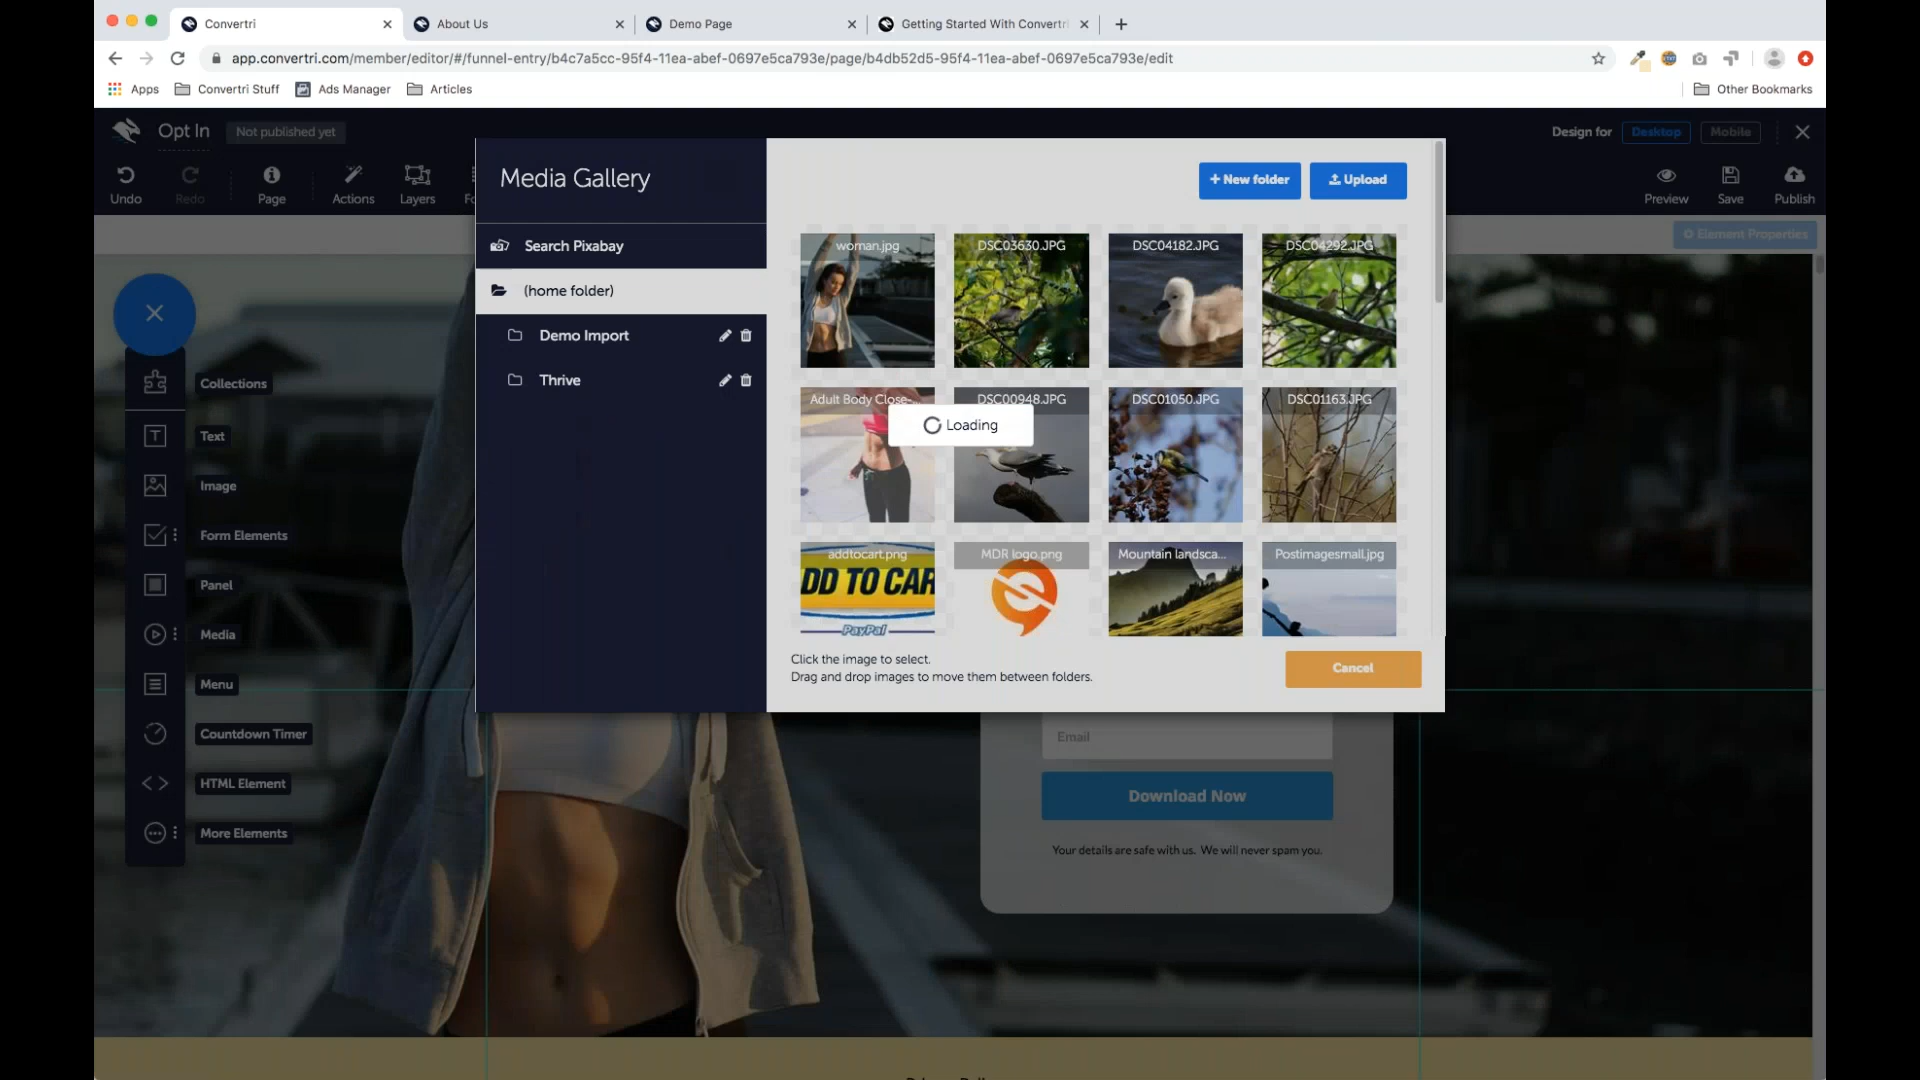 Convertri
About Us
Demo Page
Getting Started With Convertri
app.convertri.com/member/editor/#/funnel-entry/b4c7a5cc-95f4-11ea-abef-0697e5ca793e/page/b4db52d5-95f4-11ea-abef-0697e5ca793e/edit
Apps
Convertri Stuff
Ads Manager
Articles
Other Bookmarks
Opt In
Not published yet
Design for
Desktop
Mobile
Undo
Redo
Page
Actions
Layers
Preview
Save
Publish
Element Properties
Media Gallery
+ New folder
Upload
Search Pixabay
(home folder)
Demo Import
Thrive
woman.jpg
DSC03630.JPG
DSC04182.JPG
DSC04292.JPG
Adult Body Close-...
DSC00948.JPG
DSC01050.JPG
DSC01163.JPG
Loading
addtocart.png
MDR logo.png
Mountain landsca...
Postimagesmall.jpg
DD TO CAR
PayPal
Click the image to select.
Drag and drop images to move them between folders.
Cancel
Collections
Text
Image
Form Elements
Panel
Media
Menu
Countdown Timer
HTML Element
More Elements
Email
Download Now
Your details are safe with us. We will never spam you.